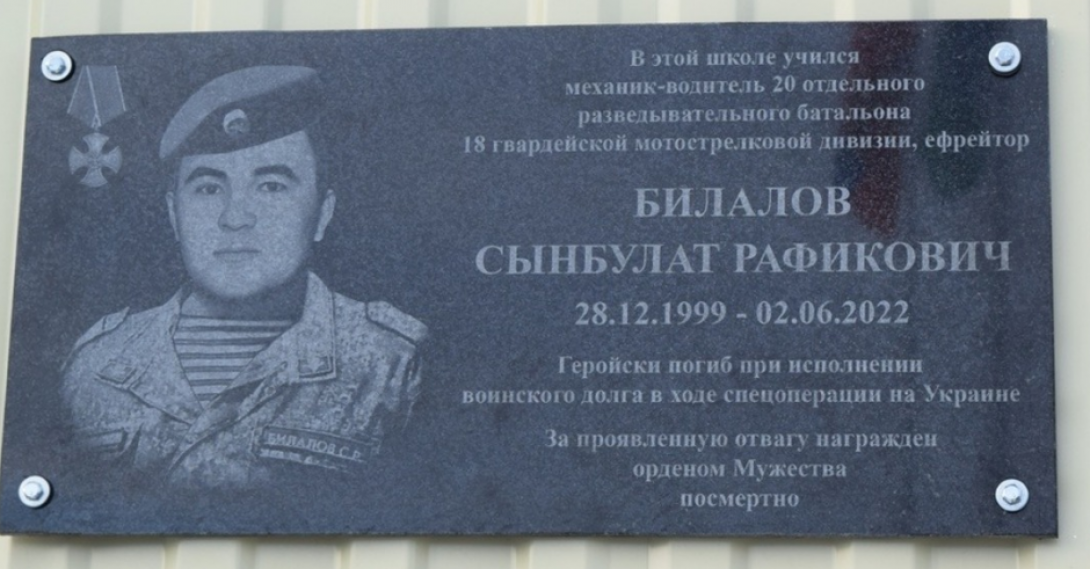 В этой школе учился
механик-водитель 20 отдельного
разведывательного батальона
18 гвардейской мотострелковой дивизии, ефрейтор
БИЛАЛОВ
СЫНБУЛАТ РАФИКОВИЧ
28.12.1999 - 02.06.2022
Геройски погиб при исполнении
воинского долга в ходе спецоперации на Украине
За проявленную отвагу награжден
орденом Мужества
посмертно
БИЛАЛОВ С.Р.